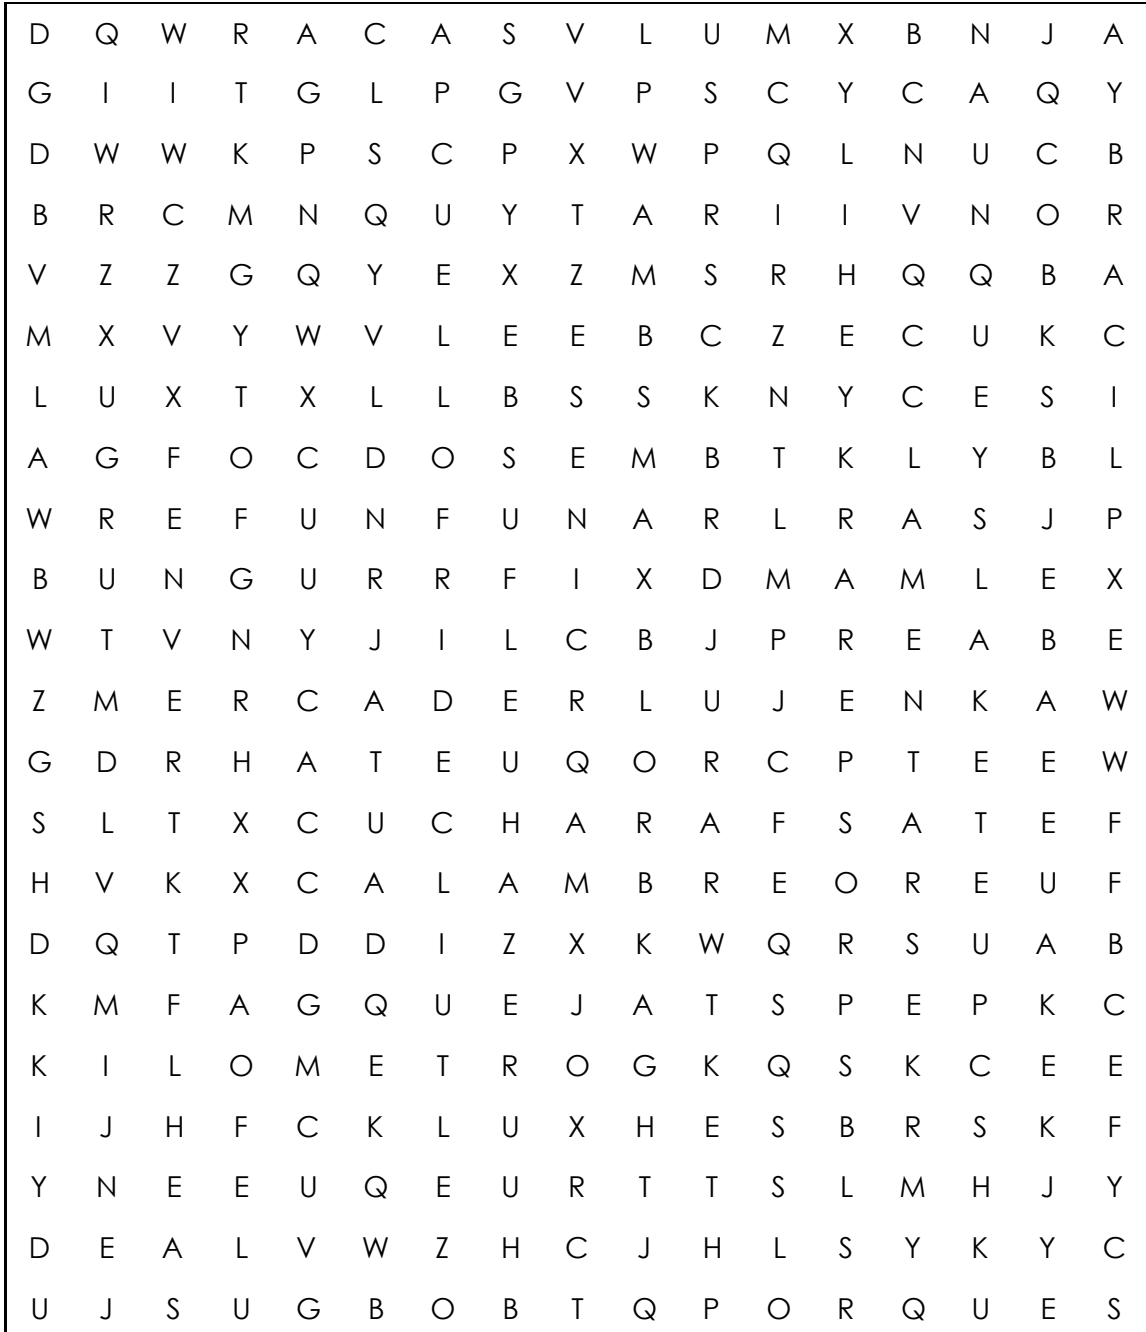 D Q W R A C A S V L U M X B N J A
G I I T G L P G V P S C Y C A Q Y
D W W K P S C P X W P Q L N U C B
B R C M N Q U Y T A R I I V N O R
V Z Z G Q Y E X Z M S R H Q Q B A
M X V Y W V L E E B C Z E C U K C
L U X T X L L B S S K N Y C E S I
A G F O C D O S E M B T K L Y B L
W R E F U N F U N A R L R A S J P
B U N G U R R F I X D M A M L E X
W T V N Y J I L C B J P R E A B E
Z M E R C A D E R L U J E N K A W
G D R H A T E U Q O R C P T E E W
S L T X C U C H A R A F S A T E F
H V K X C A L A M B R E O R E U F
D Q T P D D I Z X K W Q R S U A B
K M F A G Q U E J A T S P E P K C
K I L O M E T R O G K Q S K C E E
I J H F C K L U X H E S B R S K F
Y N E E U Q E U R T T S L M H J Y
D E A L V W Z H C J H L S Y K Y C
U J S U G B O B T Q P O R Q U E S